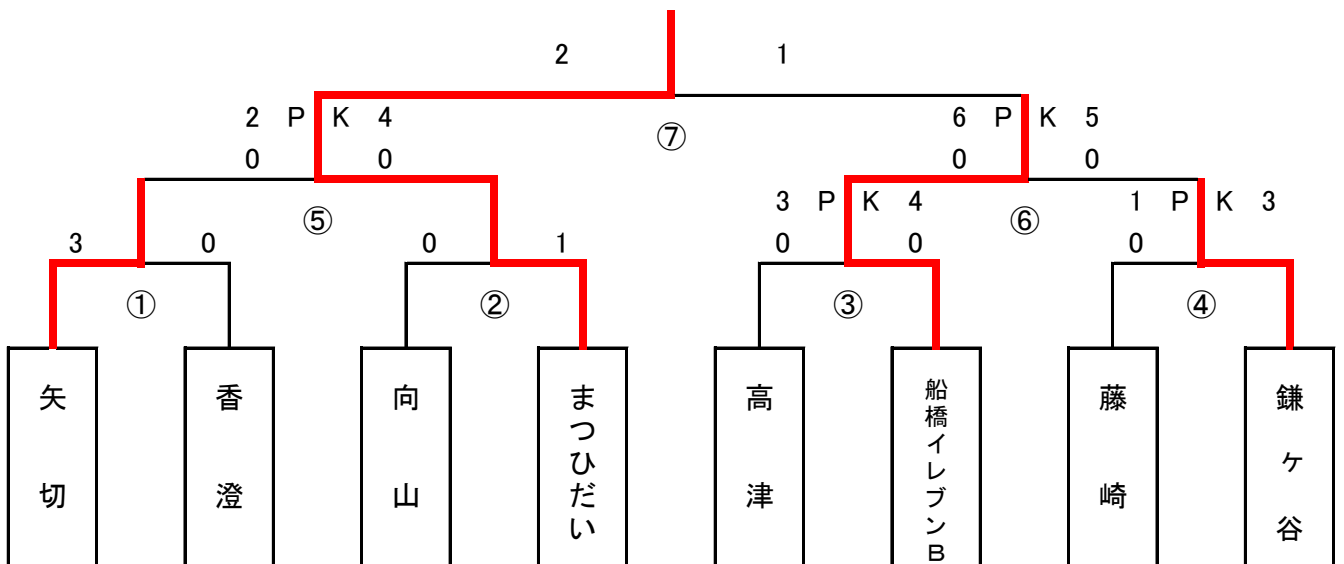 2 1
2 P K 4 6 P K 5
⑦
0 0 0 0
3 P K 4 1 P K 3
⑤ ⑥
3 0 0 1 0 0 0
① ② ③ ④
矢切
香澄
向山
まつひだい
高津
船橋イレブンB
藤崎
鎌ケ谷